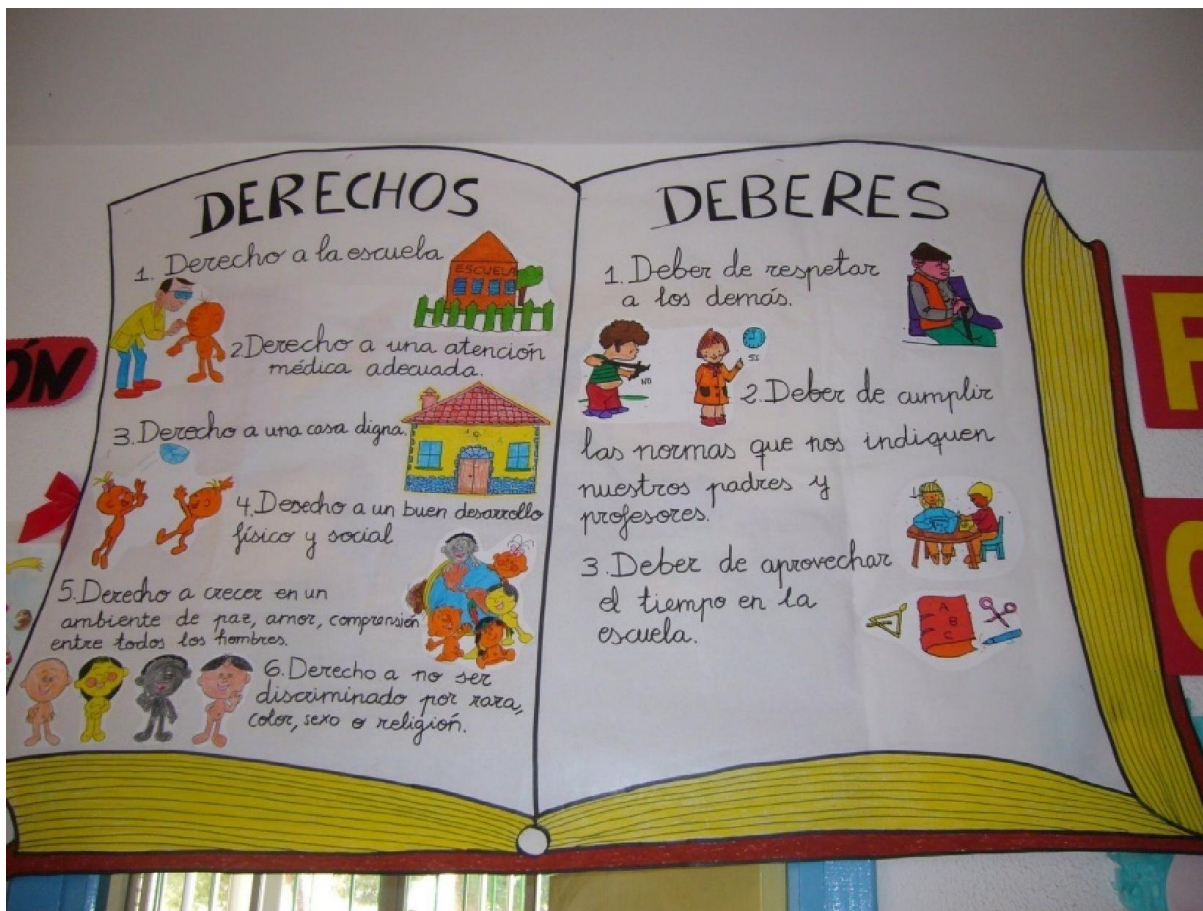 DERECHOS
1. Derecho a la escuela
ESCUELA
2. Derecho a una atención
médica adecuada.
3. Derecho a una casa digna.
4. Derecho a un buen desarrollo
físico y social
5. Derecho a crecer en un
ambiente de paz, amor, comprensión
entre todos los hombres.
6. Derecho a no ser
discriminado por raza,
color, sexo o religión.
DEBERES
1. Deber de respetar
a los demás.
NO
SI
2. Deber de cumplir
las normas que nos indiquen
nuestros padres y
profesores.
3. Deber de aprovechar
el tiempo en la
escuela.
A
B
C
ÓN